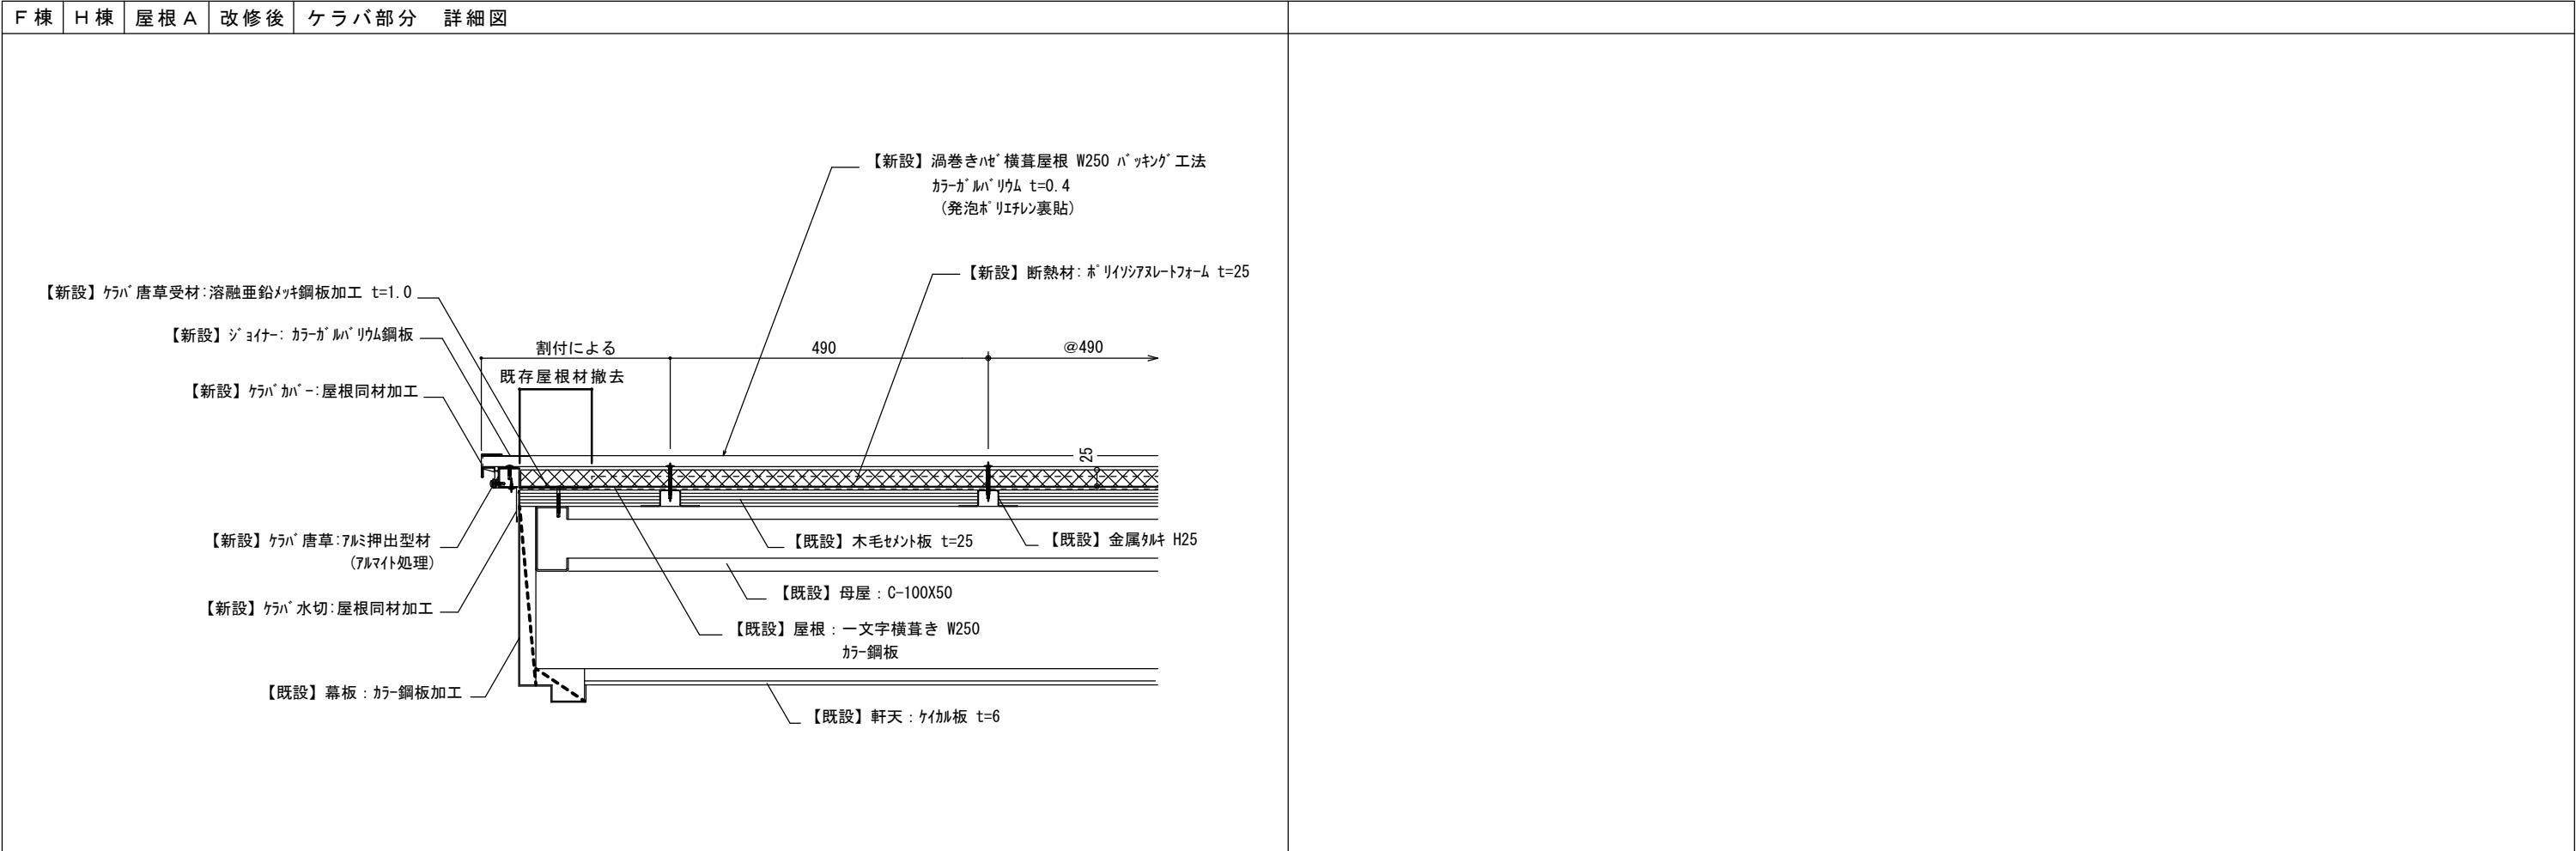 F棟 H棟 屋根A 改修後 ケラバ部分 詳細図
【新設】渦巻きﾊｾﾞ横葺屋根 W250 ﾊﾞｯｷﾝｸﾞ工法
ｶﾗｰｶﾞﾙﾊﾞﾘｳﾑ t=0.4
(発泡ﾎﾟﾘｴﾁﾚﾝ裏貼)
【新設】断熱材:ﾎﾟﾘｲｿｼｱﾇﾚｰﾄﾌｫｰﾑ t=25
【新設】ｹﾗﾊﾞ唐草受材:溶融亜鉛ﾒｯｷ鋼板加工 t=1.0
【新設】ｼﾞｮｲﾅｰ: ｶﾗｰｶﾞﾙﾊﾞﾘｳﾑ鋼板
割付による
490
@490
既存屋根材撤去
【新設】ｹﾗﾊﾞｶﾊﾞｰ:屋根同材加工
25
【新設】ｹﾗﾊﾞ唐草:ｱﾙﾐ押出型材
(ｱﾙﾏｲﾄ処理)
【既設】木毛ｾﾒﾝﾄ板 t=25
【既設】金属ﾀﾙｷ H25
【既設】母屋：C-100X50
【新設】ｹﾗﾊﾞ水切:屋根同材加工
【既設】屋根：一文字横葺き W250
ｶﾗｰ鋼板
【既設】幕板：ｶﾗｰ鋼板加工
【既設】軒天：ｹｲｶﾙ板 t=6